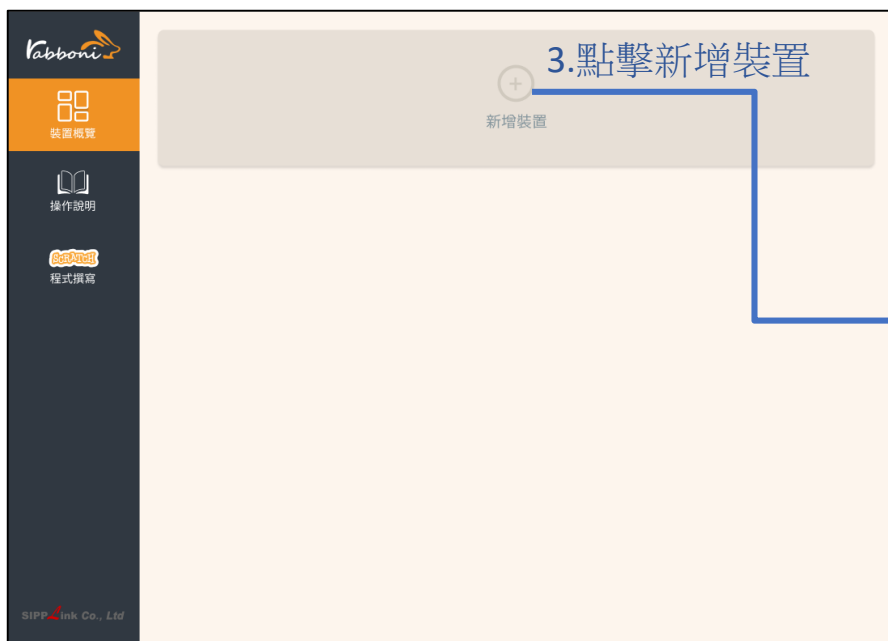 rabboni
3.點擊新增裝置
新增裝置
裝置概覽
操作說明
SCRATCH
程式撰寫
SIPPLink Co., Ltd